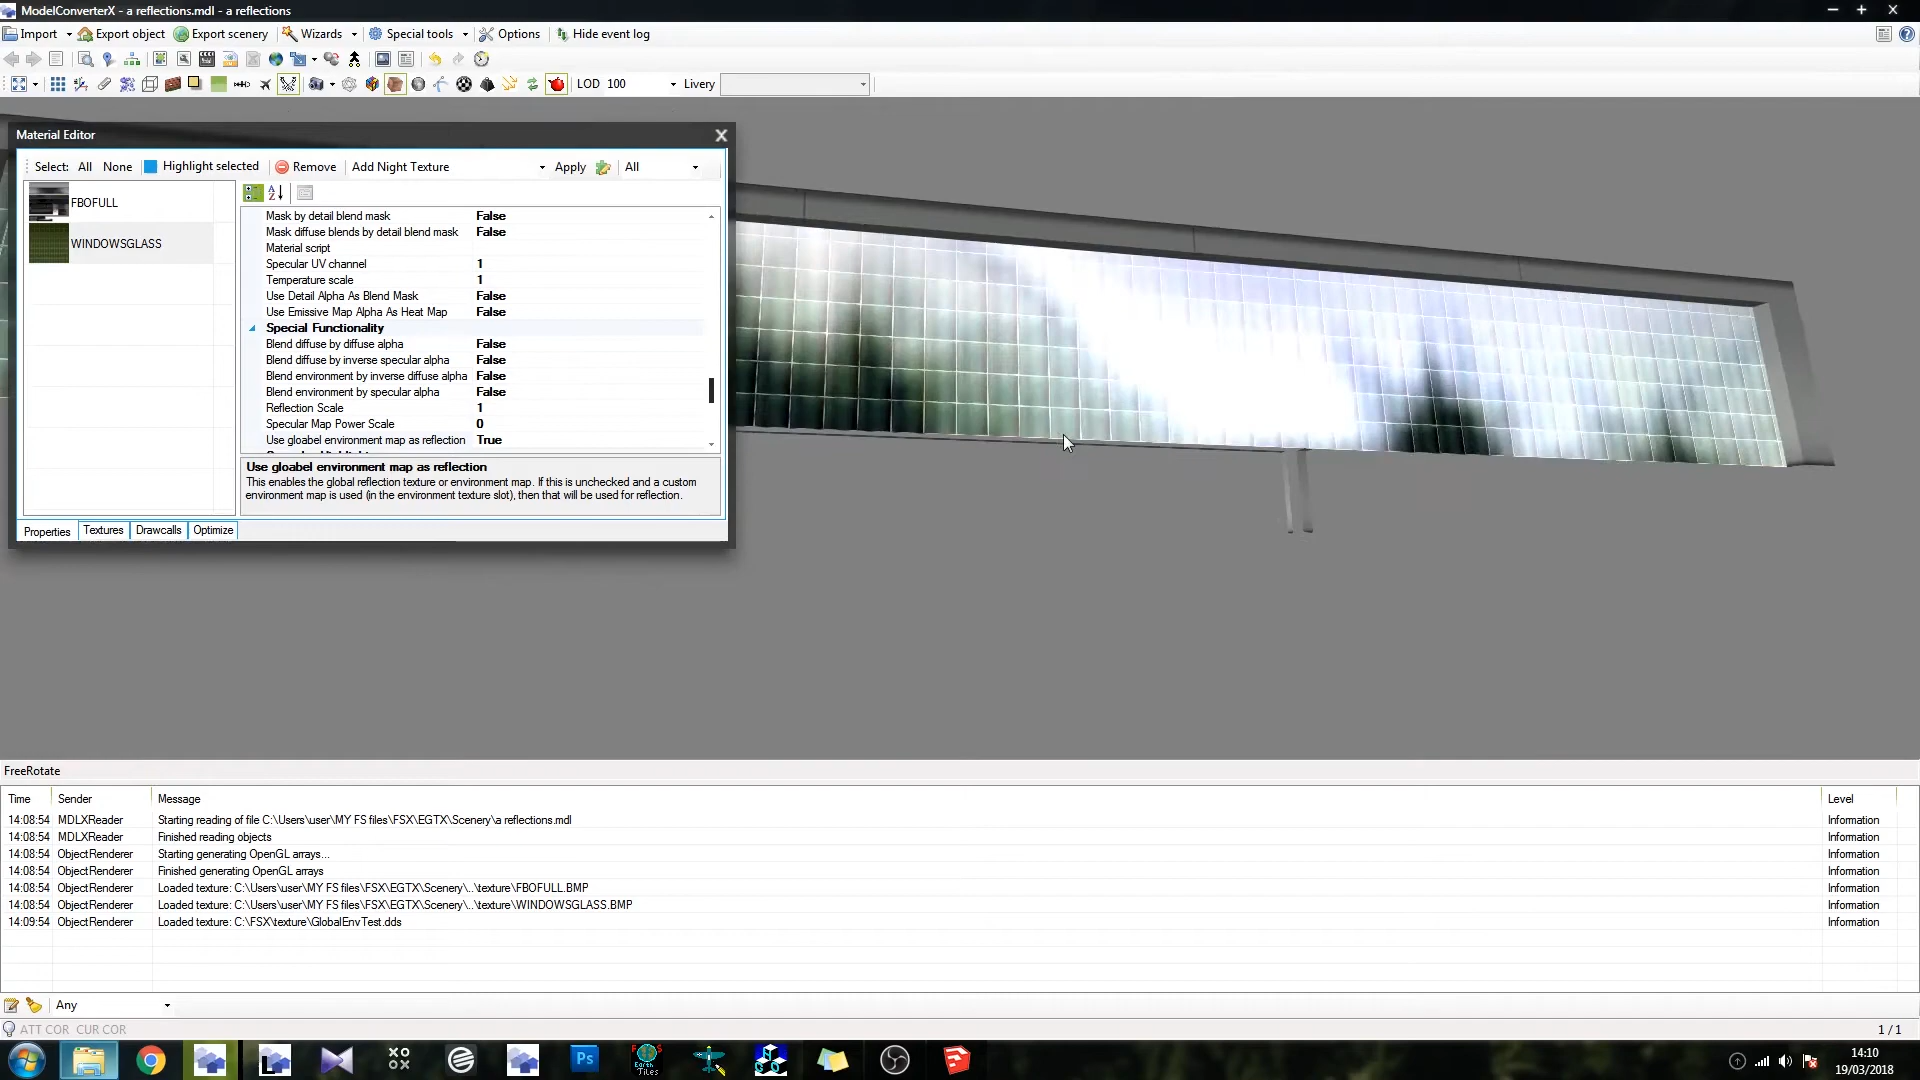 ModelConverterX - a reflections.mdl - a reflections
Import Export object Export scenery Wizards Special tools Options Hide event log
LOD 100 Livery
Material Editor
Select: All None Highlight selected Remove Add Night Texture Apply All
FBOFULL
WINDOWSGLASS
Mask by detail blend mask False
Mask diffuse blends by detail blend mask False
Material script
Specular UV channel 1
Temperature scale 1
Use Detail Alpha As Blend Mask False
Use Emissive Map Alpha As Heat Map False
Special Functionality
Blend diffuse by diffuse alpha False
Blend diffuse by inverse specular alpha False
Blend environment by inverse diffuse alpha False
Blend environment by specular alpha False
Reflection Scale 1
Specular Map Power Scale 0
Use gloabel environment map as reflection True
Use gloabel environment map as reflection
This enables the global reflection texture or environment map. If this is unchecked and a custom
environment map is used (in the environment texture slot), then that will be used for reflection.
Properties Textures Drawcalls Optimize
FreeRotate
Time Sender Message Level
14:08:54 MDLXReader Starting reading of file C:\Users\user\MY FS files\FSX\EGTX\Scenery\a reflections.mdl Information
14:08:54 MDLXReader Finished reading objects Information
14:08:54 ObjectRenderer Starting generating OpenGL arrays... Information
14:08:54 ObjectRenderer Finished generating OpenGL arrays Information
14:08:54 ObjectRenderer Loaded texture: C:\Users\user\MY FS files\FSX\EGTX\Scenery\..\texture\FBOFULL.BMP Information
14:08:54 ObjectRenderer Loaded texture: C:\Users\user\MY FS files\FSX\EGTX\Scenery\..\texture\WINDOWSGLASS.BMP Information
14:09:54 ObjectRenderer Loaded texture: C:\FSX\texture\GlobalEnvTest.dds Information
Any
ATT COR CUR COR 1 / 1
Ps
14:10
19/03/2018